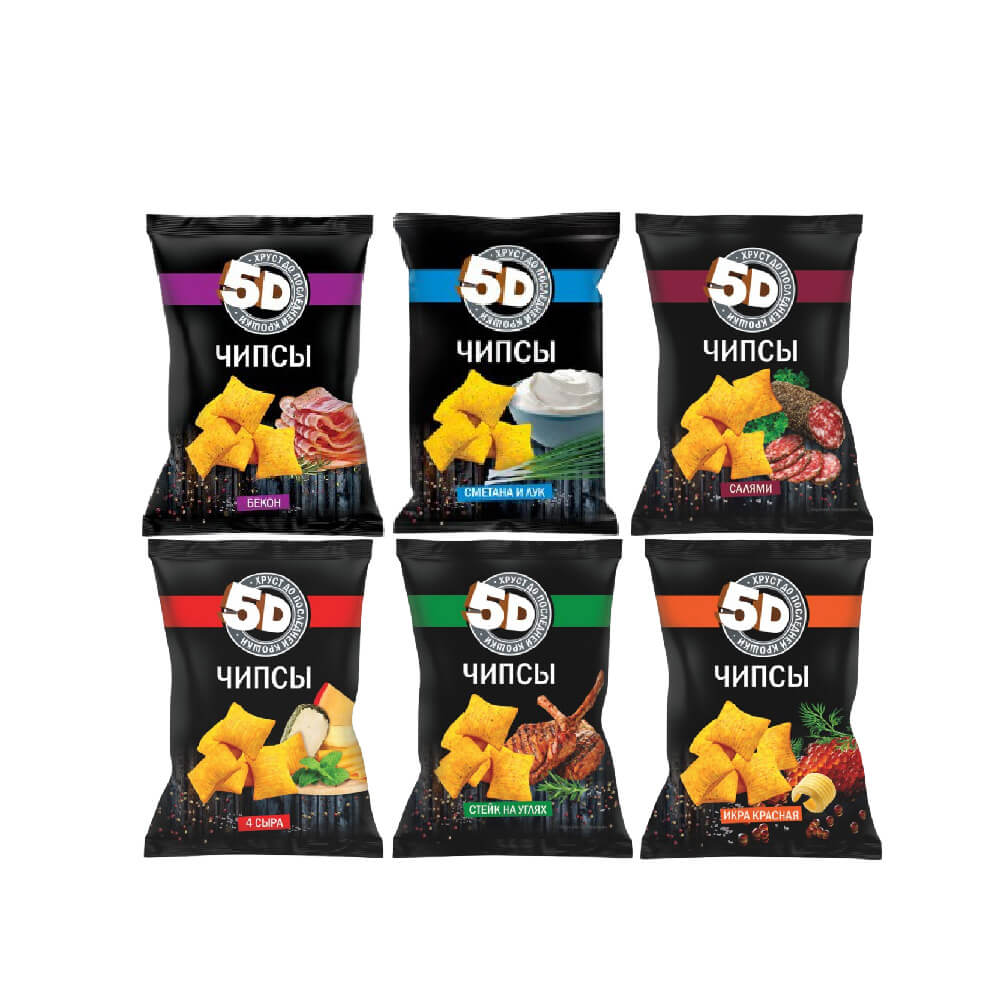 ХРУСТ ДО ПОСЛЕДНЕЙ КРОШКИ
5D
ЧИПСЫ
БЕКОН
ХРУСТ ДО ПОСЛЕДНЕЙ КРОШКИ
5D
ЧИПСЫ
СМЕТАНА И ЛУК
ХРУСТ ДО ПОСЛЕДНЕЙ КРОШКИ
5D
ЧИПСЫ
САЛЯМИ
ХРУСТ ДО ПОСЛЕДНЕЙ КРОШКИ
5D
ЧИПСЫ
4 СЫРА
ХРУСТ ДО ПОСЛЕДНЕЙ КРОШКИ
5D
ЧИПСЫ
СТЕЙК НА УГЛЯХ
ХРУСТ ДО ПОСЛЕДНЕЙ КРОШКИ
5D
ЧИПСЫ
ИКРА КРАСНАЯ